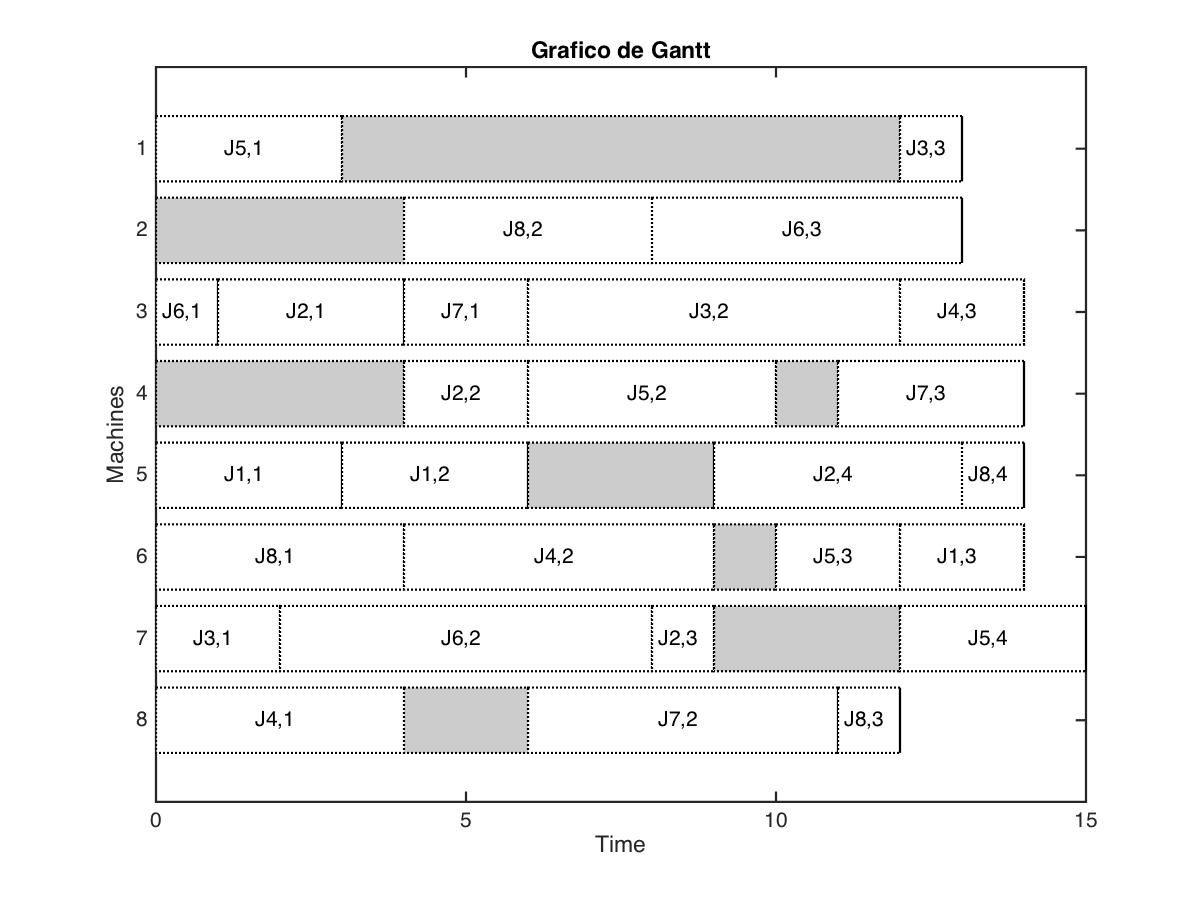 Grafico de Gantt
1 J5,1 J3,3
2 J8,2 J6,3
3 J6,1 J2,1 J7,1 J3,2 J4,3
4 J2,2 J5,2 J7,3
5 J1,1 J1,2 J2,4 J8,4
6 J8,1 J4,2 J5,3 J1,3
7 J3,1 J6,2 J2,3 J5,4
8 J4,1 J7,2 J8,3
Machines
0 5 10 15
Time